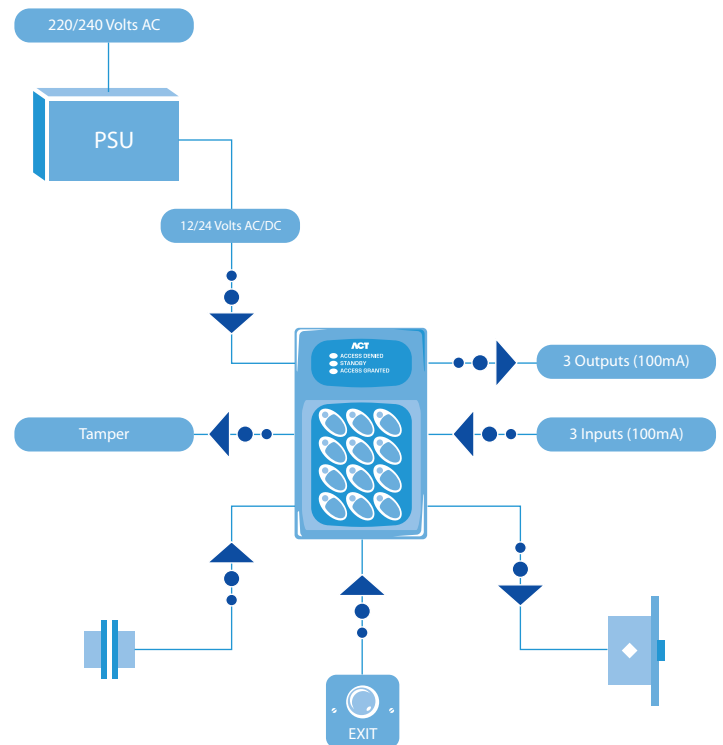 220/240 Volts AC
PSU
12/24 Volts AC/DC
ACT
ACCESS DENIED
STANDBY
ACCESS GRANTED
3 Outputs (100mA)
Tamper
3 Inputs (100mA)
EXIT